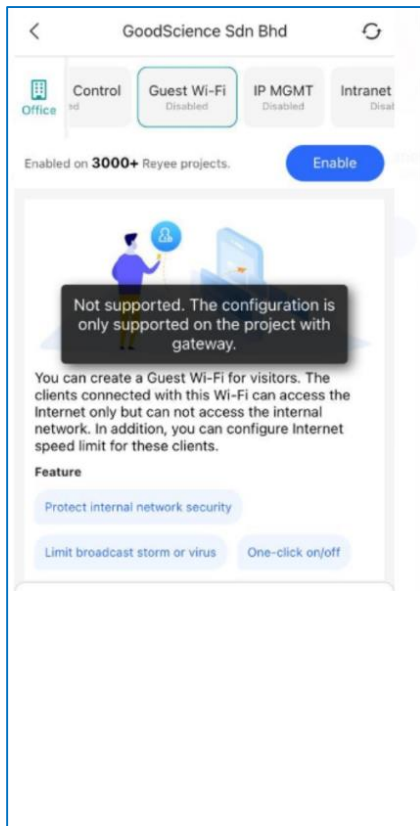 GoodScience Sdn Bhd
Office
Control
Guest Wi-Fi
Disabled
IP MGMT
Disabled
Intranet
Enabled on 3000+ Reyee projects.
Enable
Not supported. The configuration is
only supported on the project with
gateway.
You can create a Guest Wi-Fi for visitors. The
clients connected with this Wi-Fi can access the
Internet only but can not access the internal
network. In addition, you can configure Internet
speed limit for these clients.
Feature
Protect internal network security
Limit broadcast storm or virus
One-click on/off